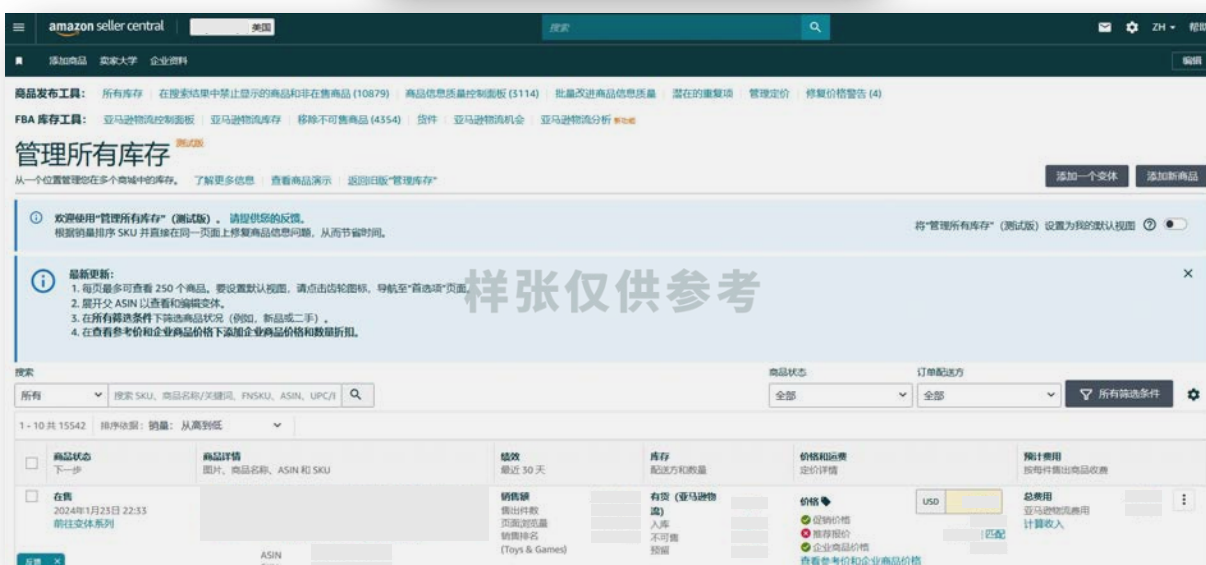 amazon seller central 美国 搜索 ZH 帮助
添加商品 卖家大学 企业资料 编辑
商品发布工具: 所有库存 在搜索结果中禁止显示的商品和非在售商品 (10879) 商品信息质量控制面板 (3114) 批量改进商品信息质量 潜在的重复项 管理定价 修复价格警告 (4)
FBA 库存工具: 亚马逊物流控制面板 亚马逊物流库存 移除不可售商品 (4354) 货件 亚马逊物流机会 亚马逊物流分析 新功能
管理所有库存 测试版
从一个位置管理您在多个商城中的库存。 了解更多信息 查看商品演示 返回旧版"管理库存"
添加一个变体 添加新商品
欢迎使用"管理所有库存"(测试版)。 请提供您的反馈。
根据销量排序 SKU 并直接在同一页面上修复商品信息问题,从而节省时间。
将"管理所有库存"(测试版)设置为我的默认视图
最新更新:
1. 每页最多可查看 250 个商品。要设置默认视图,请点击齿轮图标,导航至"首选项"页面。
2. 展开父 ASIN 以查看和编辑变体。
3. 在所有筛选条件下筛选商品状况(例如,新品或二手)。
4. 在查看参考价和企业商品价格下添加企业商品价格和数量折扣。
样张仅供参考
搜索 商品状态 订单配送方
所有 搜索 SKU、商品名称/关键词、FNSKU、ASIN、UPC/I 全部 全部 所有筛选条件
1 - 10 共 15542 排序依据: 销量: 从高到低
商品状态 商品详情 绩效 库存 价格和运费 预计费用
下一步 图片、商品名称、ASIN 和 SKU 最近 30 天 配送方和数量 定价详情 按每件售出商品收费
在售 销售额 有货(亚马逊物流) 价格 USD 总费用
2024年1月23日 22:33 售出件数 入库 促销价格 亚马逊物流费用
前往变体系列 页面浏览量 不可售 推荐报价 匹配 计算收入
销售排名 预留 企业商品价格
(Toys & Games) 查看参考价和企业商品价格
ASIN
反馈